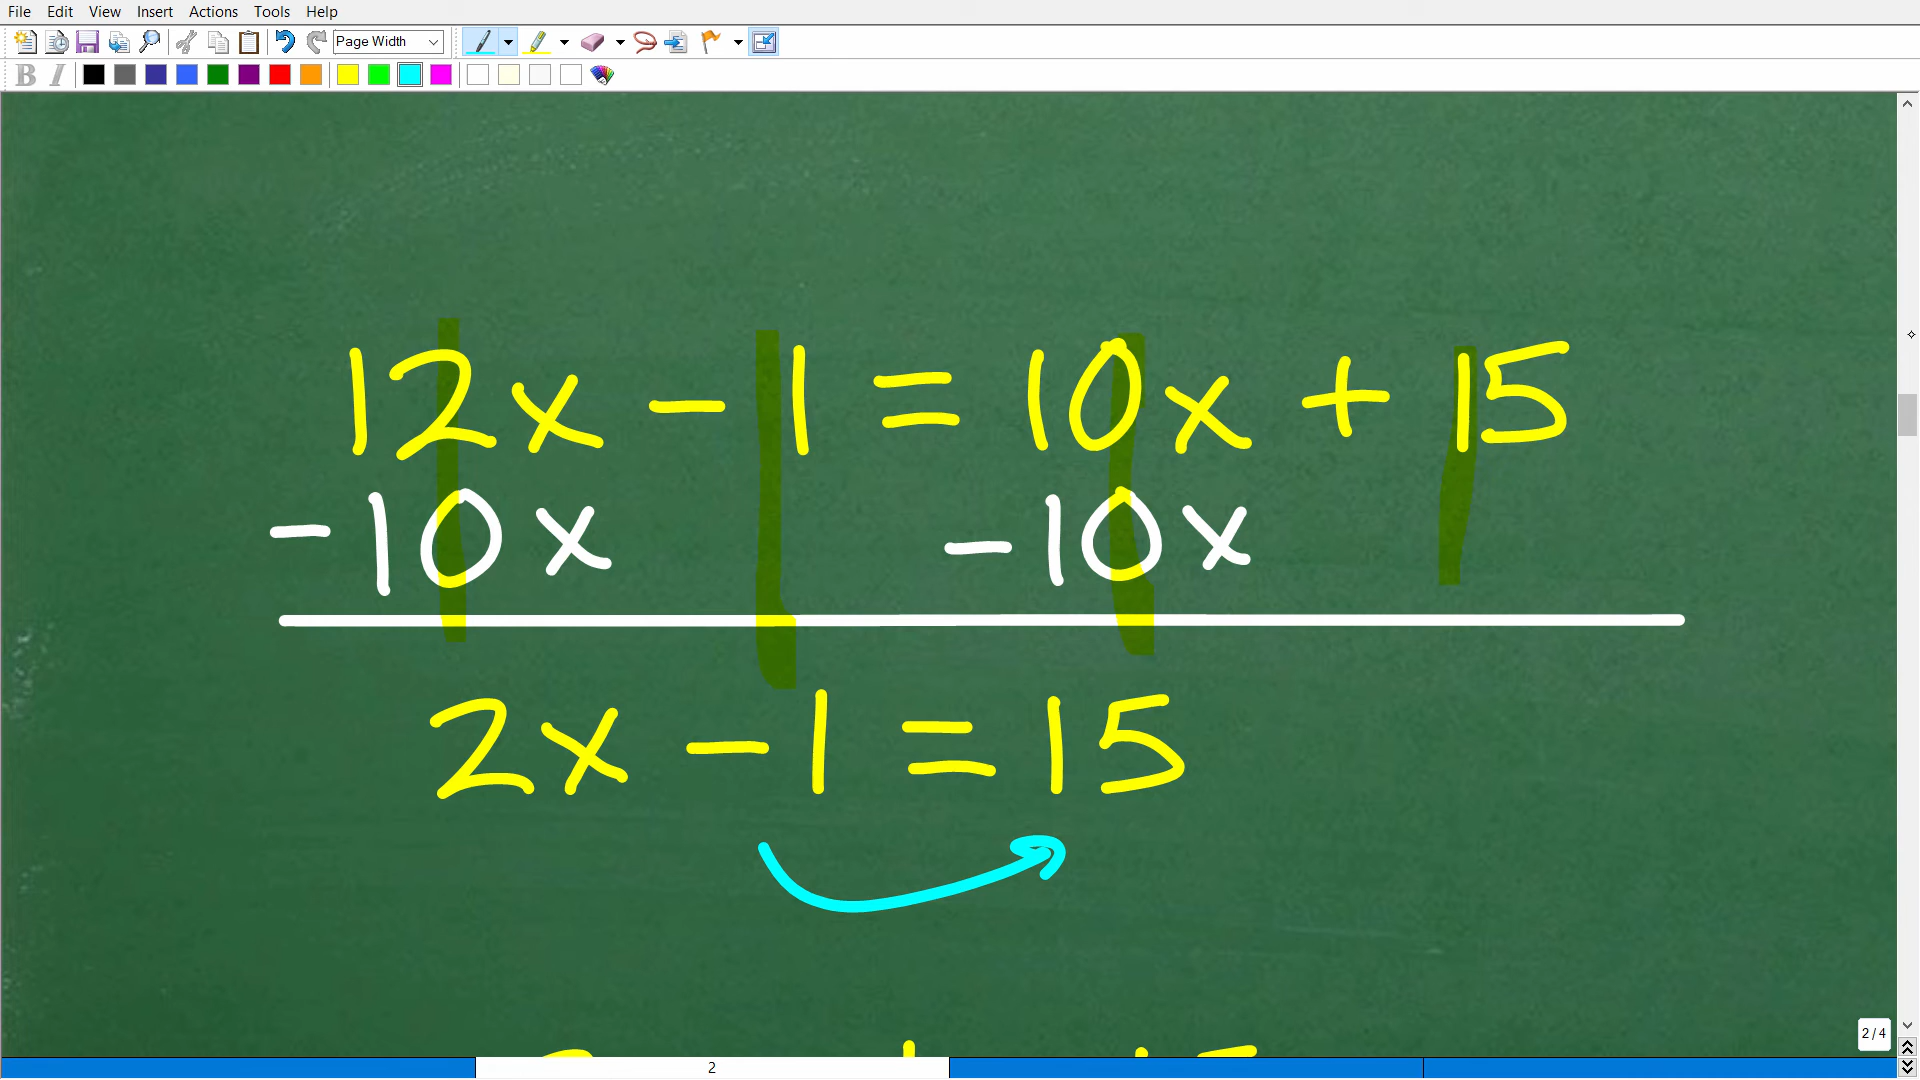 File Edit View Insert Actions Tools Help
Page Width
B I
12x - 1 = 10x + 15
-10x -10x
2x - 1 = 15
2 / 4
2